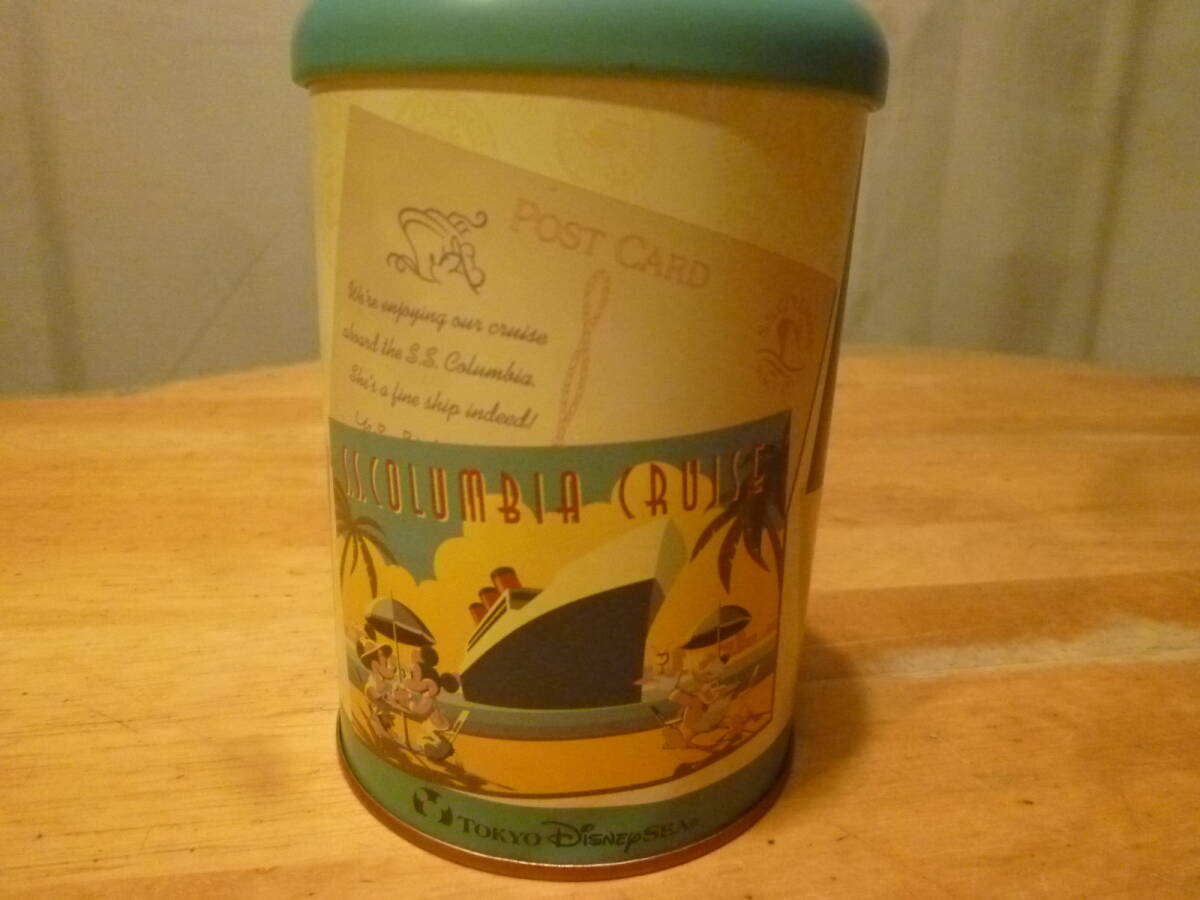 POST CARD
We're enjoying our cruise
aboard the S.S. Columbia.
She's a fine ship indeed!
S.S. COLUMBIA CRUISE
TOKYO DISNEYSEA®